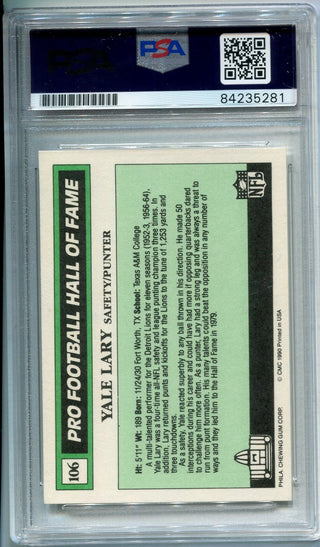 PSA
84235281
106 PRO FOOTBALL HALL OF FAME
YALE LARY SAFETY/PUNTER
Ht: 5'11" Wt: 189 Born: 11/24/30 Fort Worth, TX School: Texas A&M College
A multi-talented performer for the Detroit Lions for eleven seasons (1952-3, 1956-64),
Yale Lary was a four-time all-NFL safety and league punting champion three times. In
addition, Lary returned punts and kickoffs for the Lions to the tune of 1,253 yards and
three touchdowns.
As a safety, Yale reacted superbly to any ball thrown in his direction. He made 50
interceptions during his career and could have had more if opposing quarterbacks dared
to challenge him more often. As a punter, Lary had a strong leg and was always a threat to
run from punt formation. His many talents could beat the opposition in any number of
ways and they led him to the Hall of Fame in 1979.
PHILA. CHEWING GUM CORP.
© CMC 1990 Printed in USA
NFL